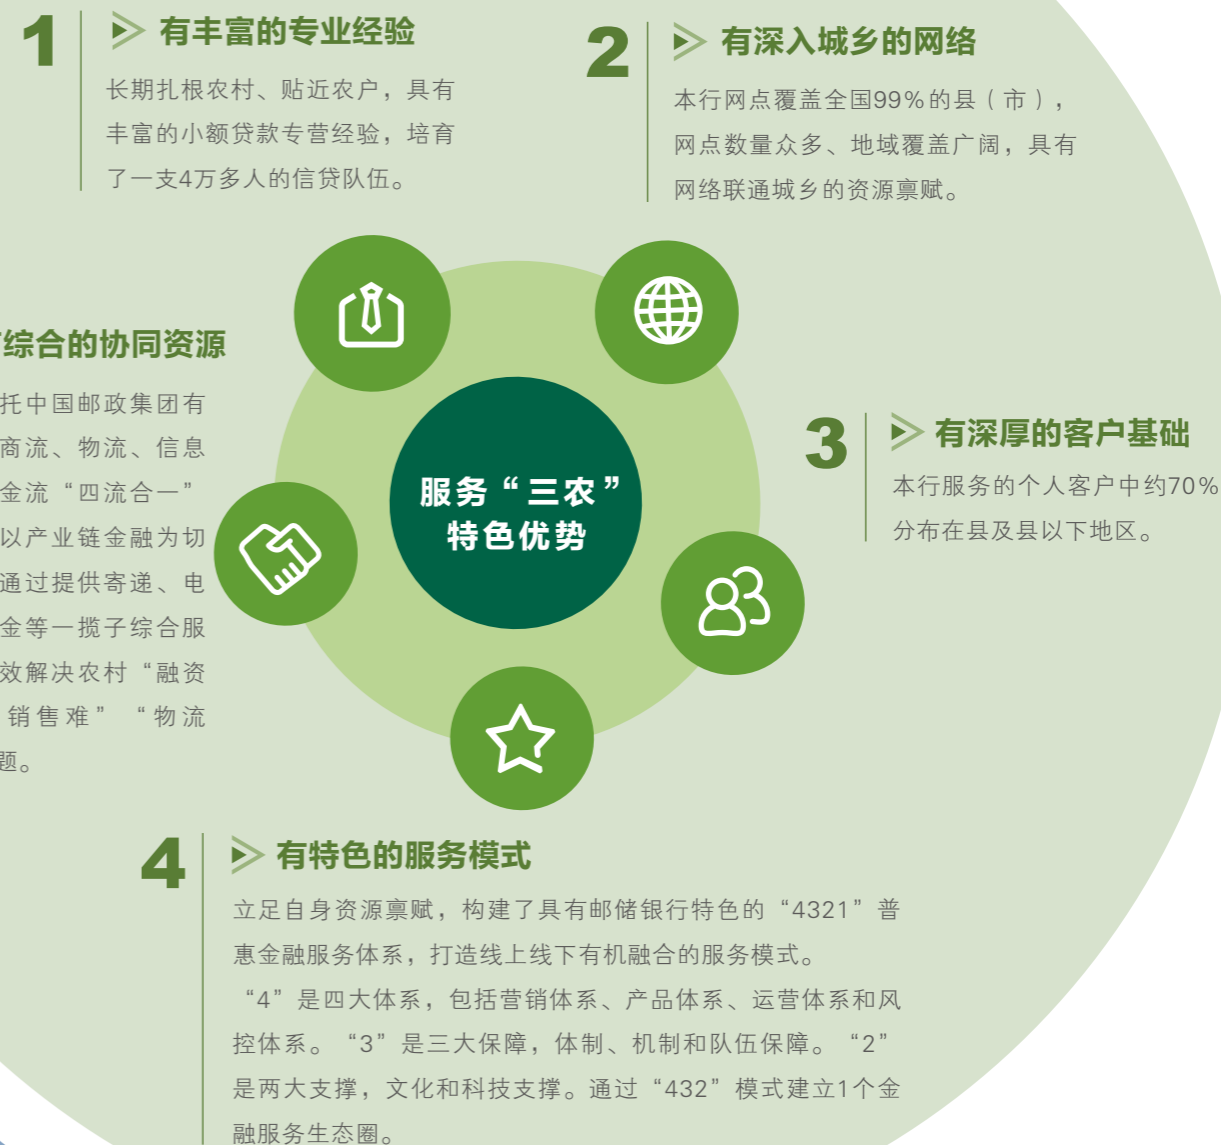 1
有丰富的专业经验
长期扎根农村、贴近农户，具有
丰富的小额贷款专营经验，培育
了一支4万多人的信贷队伍。
2
有深入城乡的网络
本行网点覆盖全国99%的县（市），
网点数量众多、地域覆盖广阔，具有
网络联通城乡的资源禀赋。
综合的协同资源
托中国邮政集团有
商流、物流、信息
金流“四流合一”
以产业链金融为切
通过提供寄递、电
金等一揽子综合服
效解决农村“融资
销售难”“物流
题。
服务“三农”
特色优势
3
有深厚的客户基础
本行服务的个人客户中约70%
分布在县及县以下地区。
4
有特色的服务模式
立足自身资源禀赋，构建了具有邮储银行特色的“4321”普
惠金融服务体系，打造线上线下有机融合的服务模式。
“4”是四大体系，包括营销体系、产品体系、运营体系和风
控体系。“3”是三大保障，体制、机制和队伍保障。“2”
是两大支撑，文化和科技支撑。通过“432”模式建立1个金
融服务生态圈。